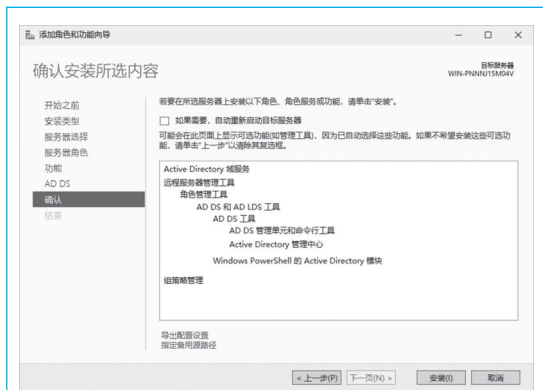 添加角色和功能向导
确认安装所选内容
目标服务器
WIN-PNNNJ15M04V
开始之前
安装类型
服务器选择
服务器角色
功能
AD DS
确认
结果
若要在所选服务器上安装以下角色、角色服务或功能，请单击“安装”。
如果需要，自动重新启动目标服务器
可能会在此页面上显示可选功能(如管理工具)，因为已自动选择这些功能。如果不希望安装这些可选功
能，请单击“上一步”以清除其复选框。
Active Directory 域服务
远程服务器管理工具
角色管理工具
AD DS 和 AD LDS 工具
AD DS 工具
AD DS 管理单元和命令行工具
Active Directory 管理中心
Windows PowerShell 的 Active Directory 模块
组策略管理
导出配置设置
指定备用源路径
< 上一步(P)
下一页(N) >
安装(I)
取消